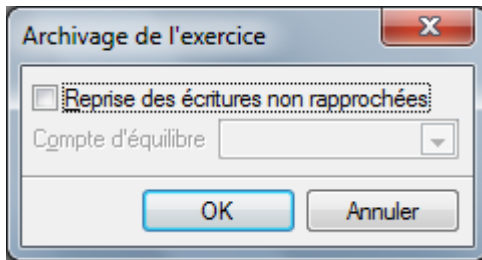 Archivage de l'exercice
Reprise des écritures non rapprochées
Compte d'équilibre
OK Annuler